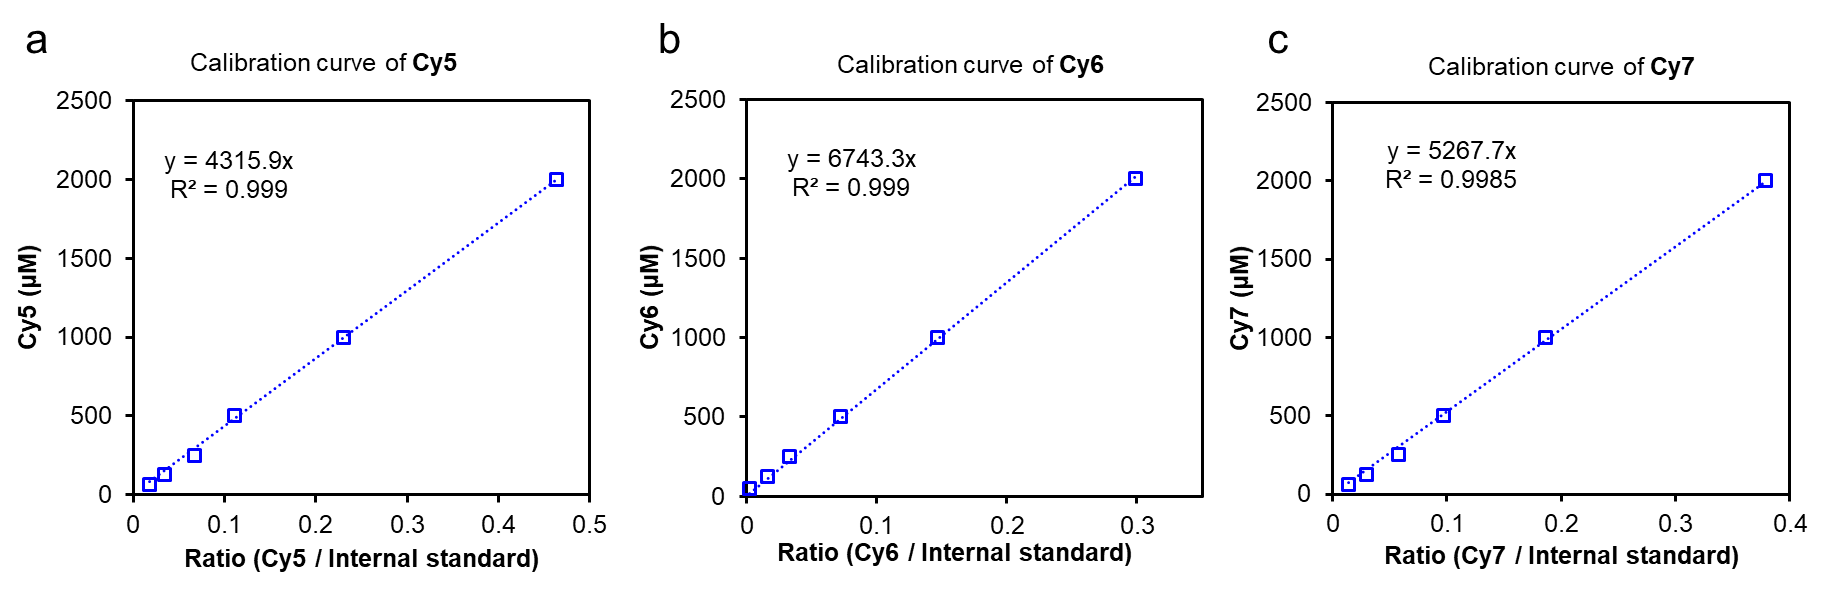 a
Calibration curve of Cy5
2500
2000
1500
1000
500
0
y = 4315.9x
R² = 0.999
Cy5 (µM)
0 0.1 0.2 0.3 0.4 0.5
Ratio (Cy5 / Internal standard)
b
Calibration curve of Cy6
2500
2000
1500
1000
500
0
y = 6743.3x
R² = 0.999
Cy6 (µM)
0 0.1 0.2 0.3
Ratio (Cy6 / Internal standard)
c
Calibration curve of Cy7
2500
2000
1500
1000
500
0
y = 5267.7x
R² = 0.9985
Cy7 (µM)
0 0.1 0.2 0.3 0.4
Ratio (Cy7 / Internal standard)